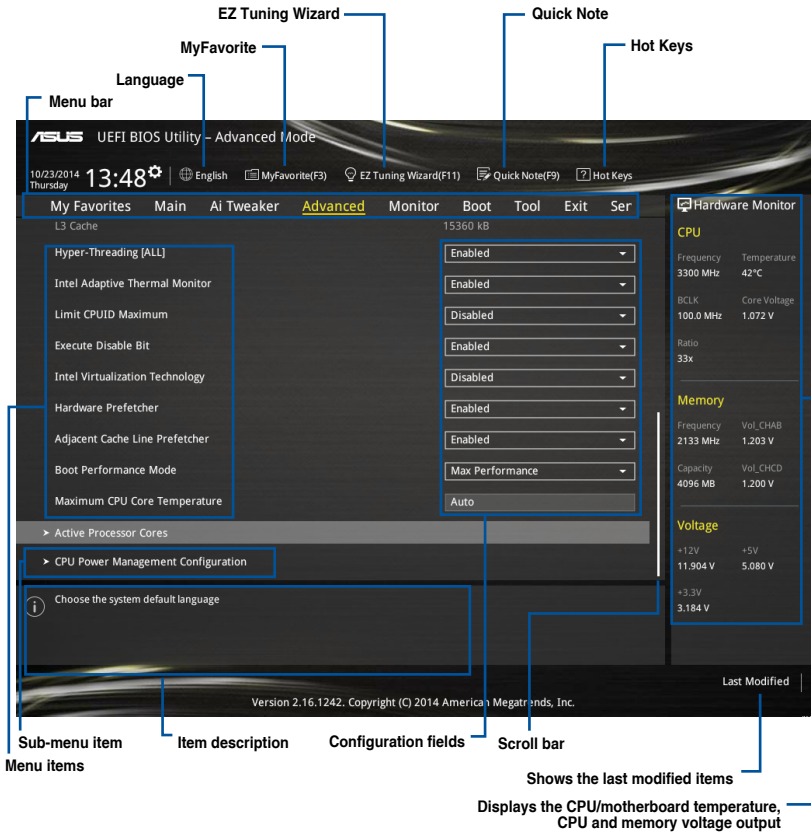 EZ Tuning Wizard
Quick Note
MyFavorite
Hot Keys
Language
Menu bar
ASUS UEFI BIOS Utility – Advanced Mode
10/23/2014
Thursday
13:48
English
MyFavorite(F3)
EZ Tuning Wizard(F11)
Quick Note(F9)
? Hot Keys
My Favorites Main Ai Tweaker Advanced Monitor Boot Tool Exit Ser
Hardware Monitor
L3 Cache 15360 kB
Hyper-Threading [ALL] Enabled
Intel Adaptive Thermal Monitor Enabled
Limit CPUID Maximum Disabled
Execute Disable Bit Enabled
Intel Virtualization Technology Disabled
Hardware Prefetcher Enabled
Adjacent Cache Line Prefetcher Enabled
Boot Performance Mode Max Performance
Maximum CPU Core Temperature Auto
> Active Processor Cores
> CPU Power Management Configuration
i Choose the system default language
CPU
Frequency Temperature
3300 MHz 42°C
BCLK Core Voltage
100.0 MHz 1.072 V
Ratio
33x
Memory
Frequency Vol_CHAB
2133 MHz 1.203 V
Capacity Vol_CHCD
4096 MB 1.200 V
Voltage
+12V +5V
11.904 V 5.080 V
+3.3V
3.184 V
Last Modified
Version 2.16.1242. Copyright (C) 2014 American Megatrends, Inc.
Sub-menu item
Item description
Configuration fields
Scroll bar
Menu items
Shows the last modified items
Displays the CPU/motherboard temperature,
CPU and memory voltage output